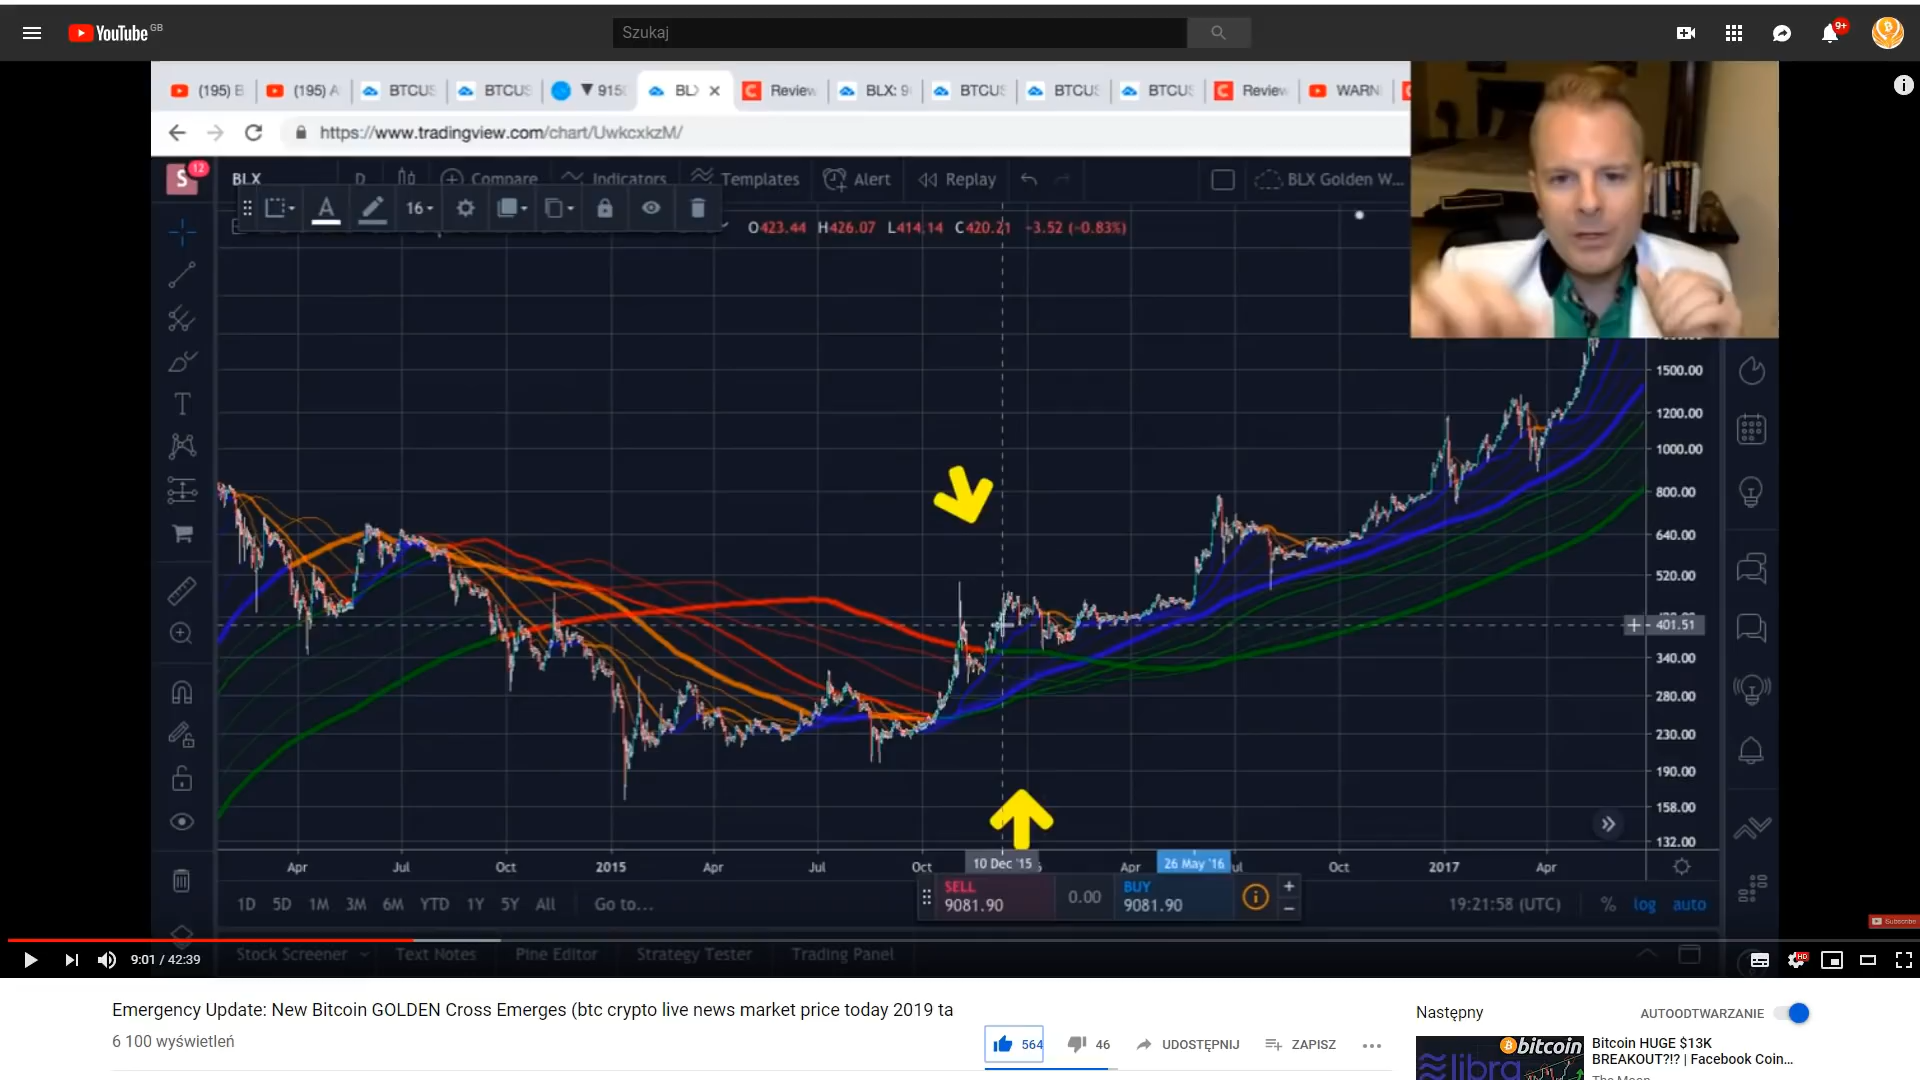 YouTube GB
Szukaj
9+
(195) B
(195) A
BTCUS
BTCUS
▼ 9150
BLX
Review
BLX: 9
BTCUS
BTCUS
BTCUS
Review
WARN
https://www.tradingview.com/chart/UwkcxkzM/
S 12
BLX
D
Compare
Indicators
Templates
Alert
Replay
BLX Golden W...
A
16
O423.44 H426.07 L414.14 C420.21 -3.52 (-0.83%)
1500.00
1200.00
1000.00
800.00
640.00
520.00
401.51
340.00
280.00
230.00
190.00
158.00
132.00
Apr
Jul
Oct
2015
Apr
Jul
Oct
10 Dec '15
Apr
26 May '16
Oct
2017
Apr
1D 5D 1M 3M 6M YTD 1Y 5Y All Go to...
SELL
9081.90
0.00
BUY
9081.90
19:21:58 (UTC)
% log auto
Subscribe
Stock Screener
Text Notes
Pine Editor
Strategy Tester
Trading Panel
9:01 / 42:39
HD
Emergency Update: New Bitcoin GOLDEN Cross Emerges (btc crypto live news market price today 2019 ta
6 100 wyświetleń
564
46
UDOSTĘPNIJ
ZAPISZ
Następny
AUTOODTWARZANIE
bitcoin
libra
Bitcoin HUGE $13K
BREAKOUT?!? | Facebook Coin...
The Moon